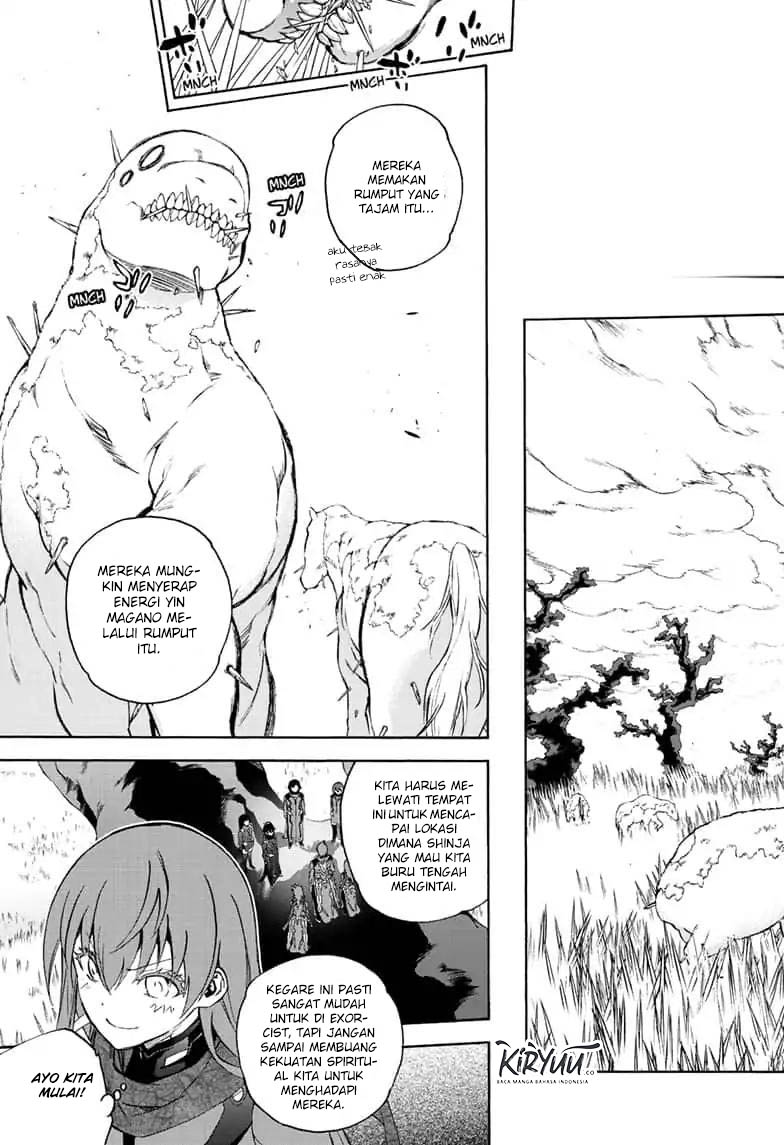 MNCH
MNCH
MNCH
MEREKA
MEMAKAN
RUMPUT YANG
TAJAM ITU...
aku tebak
rasanya
pasti enak
MNCH
MNCH
MEREKA MUNG-
KIN MENYERAP
ENERGI YIN
MAGANO ME-
LALUI RUMPUT
ITU.
KITA HARUS ME-
LEWATI TEMPAT
INI UNTUK MENCA-
PAI LOKASI
DIMANA SHINJA
YANG MAU KITA
BURU TENGAH
MENGINTAI.
KEGARE INI PASTI
SANGAT MUDAH
UNTUK DI EXOR-
CIST, TAPI JANGAN
SAMPAI MEMBUANG
KEKUATAN SPIRITU-
AL KITA UNTUK
MENGHADAPI
MEREKA.
AYO KITA
MULAI!
KIRYUU!.CO
BACA MANGA BAHASA INDONESIA